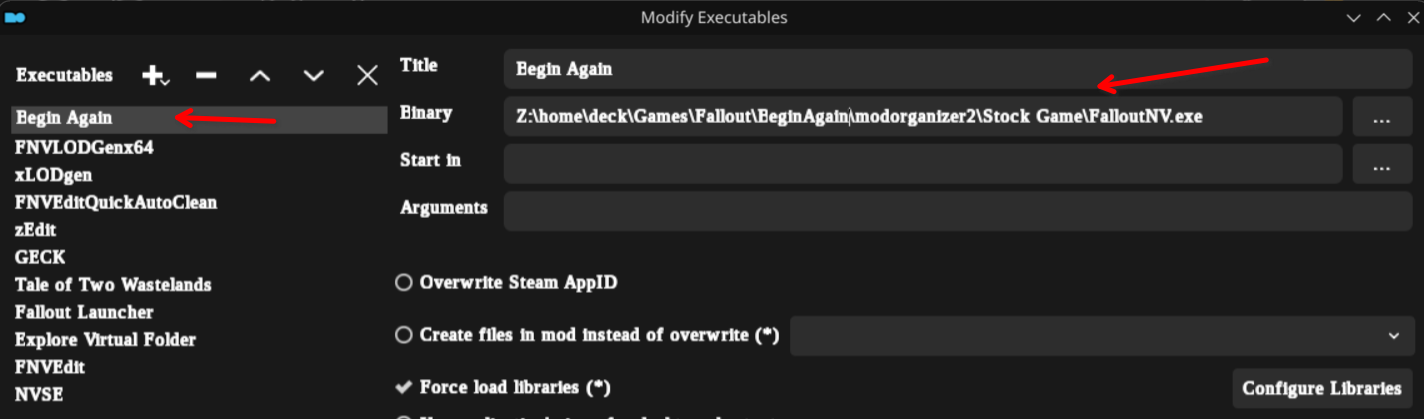 Modify Executables
Executables
Begin Again
FNVLODGenx64
xLODgen
FNVEditQuickAutoClean
zEdit
GECK
Tale of Two Wastelands
Fallout Launcher
Explore Virtual Folder
FNVEdit
NVSE
Title
Begin Again
Binary
Z:\home\deck\Games\Fallout\BeginAgain\modorganizer2\Stock Game\FalloutNV.exe
...
Start in
...
Arguments
Overwrite Steam AppID
Create files in mod instead of overwrite (*)
Force load libraries (*)
Configure Libraries